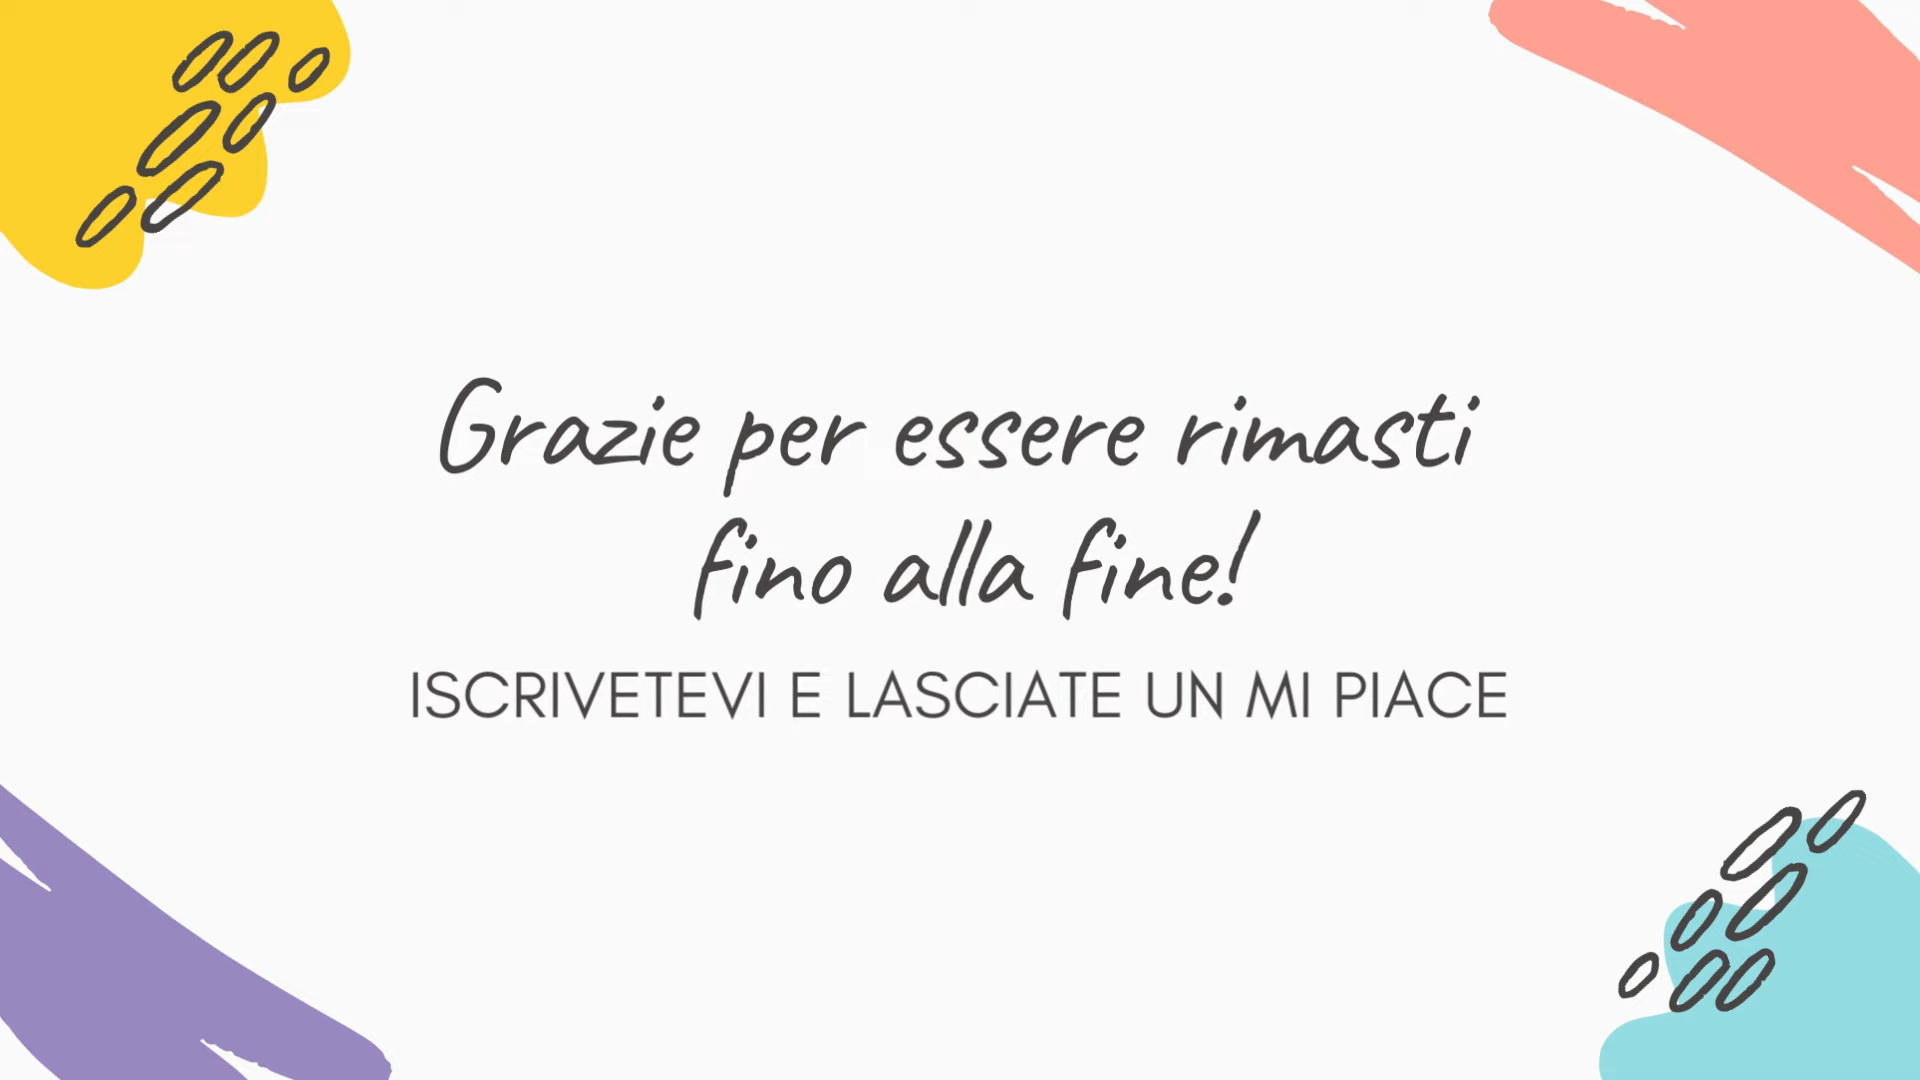 Grazie per essere rimasti
fino alla fine!
ISCRIVETEVI E LASCIATE UN MI PIACE